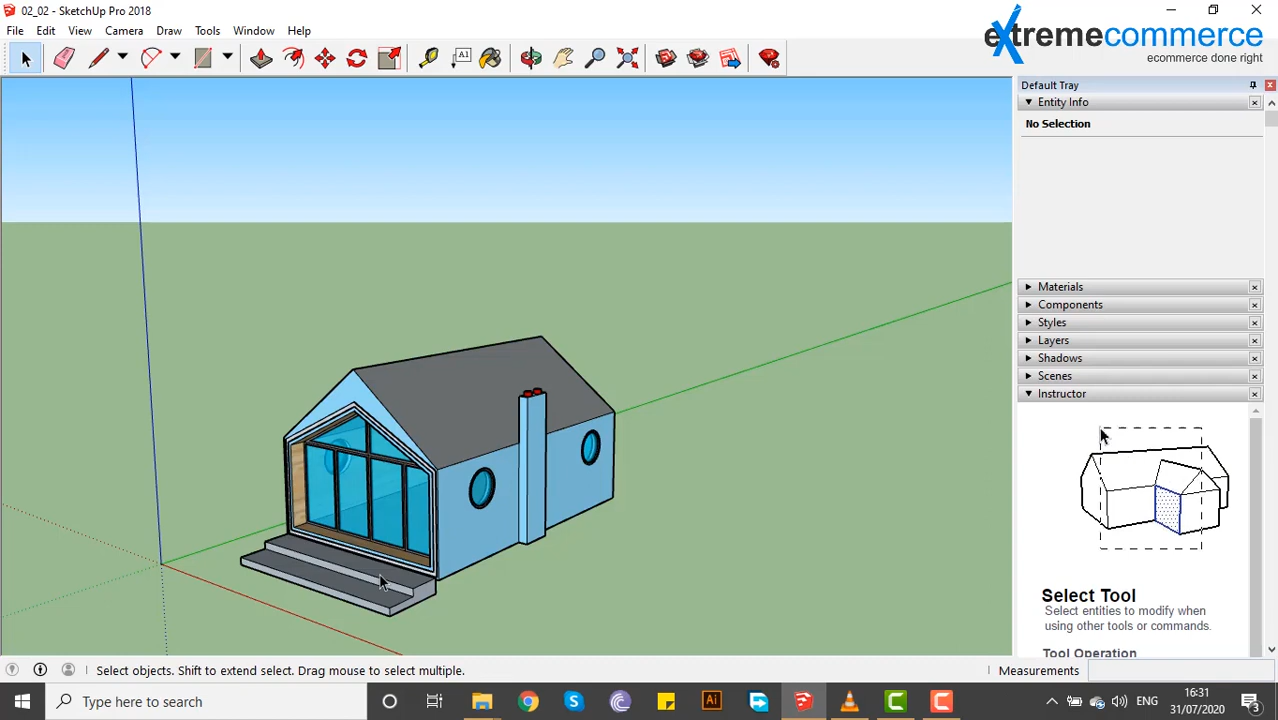 02_02 - SketchUp Pro 2018
File Edit View Camera Draw Tools Window Help
extremecommerce
ecommerce done right
A1
Default Tray
Entity Info
No Selection
Materials
Components
Styles
Layers
Shadows
Scenes
Instructor
Select Tool
Select entities to modify when
using other tools or commands.
Tool Operation
Select objects. Shift to extend select. Drag mouse to select multiple.
Measurements
Type here to search
Ai
ENG
16:31
31/07/2020
3